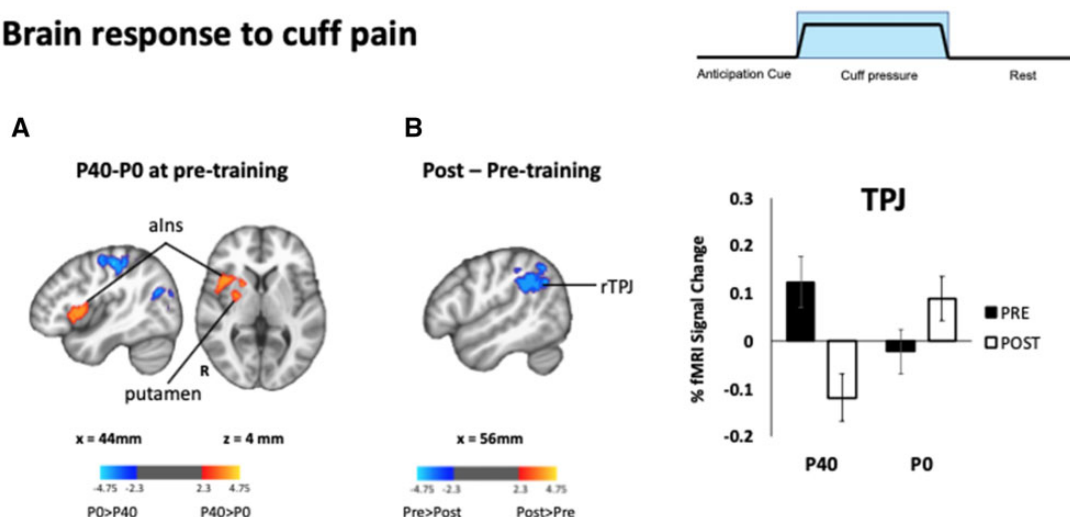 Brain response to cuff pain
Anticipation Cue Cuff pressure Rest
A
P40-P0 at pre-training
aIns
putamen
R
x = 44mm z = 4 mm
-4.75 -2.3 2.3 4.75
P0>P40 P40>P0
B
Post – Pre-training
rTPJ
x = 56mm
-4.75 -2.3 2.3 4.75
Pre>Post Post>Pre
TPJ
% fMRI Signal Change
0.3
0.2
0.1
0
-0.1
-0.2
P40 P0
PRE
POST